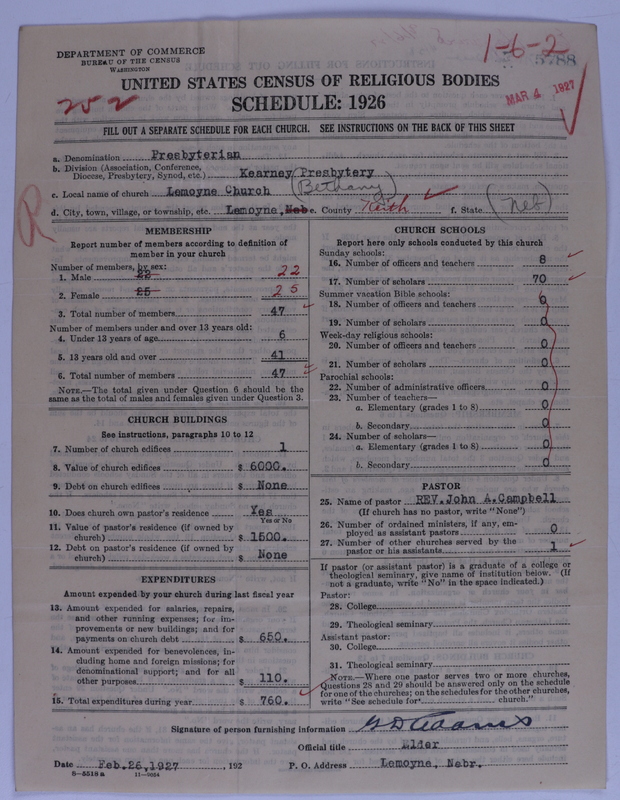 DEPARTMENT OF COMMERCE
BUREAU OF THE CENSUS
WASHINGTON
1-6-2
5788
MAR 4 1927
UNITED STATES CENSUS OF RELIGIOUS BODIES
252
SCHEDULE: 1926
FILL OUT A SEPARATE SCHEDULE FOR EACH CHURCH. SEE INSTRUCTIONS ON THE BACK OF THIS SHEET
a. Denomination Presbyterian
b. Division (Association, Conference, Diocese, Presbytery, Synod, etc.) Kearney Presbytery
c. Local name of church Lemoyne Church (Bethany)
d. City, town, village, or township, etc. Lemoyne, Neb e. County Keith f. State (Neb)
R
MEMBERSHIP
Report number of members according to definition of
member in your church
Number of members, by sex:
1. Male 22 22
2. Female 25 25
3. Total number of members 47
Number of members under and over 13 years old:
4. Under 13 years of age 6
5. 13 years old and over 41
6. Total number of members 47
NOTE.—The total given under Question 6 should be
same as the total of males and females given under Question 3.
CHURCH BUILDINGS
See instructions, paragraphs 10 to 12
7. Number of church edifices 1
8. Value of church edifices $ 6000.
9. Debt on church edifices $ None
10. Does church own pastor's residence Yes
Yes or No
11. Value of pastor's residence (if owned by
church) $ 1500.
12. Debt on pastor's residence (if owned by
church) $ None
EXPENDITURES
Amount expended by your church during last fiscal year
13. Amount expended for salaries, repairs,
and other running expenses; for im-
provements or new buildings; and for
payments on church debt $ 650.
14. Amount expended for benevolences, in-
cluding home and foreign missions; for
denominational support; and for all
other purposes $ 110.
15. Total expenditures during year $ 760.
CHURCH SCHOOLS
Report here only schools conducted by this church
Sunday schools:
16. Number of officers and teachers 8
17. Number of scholars 70
Summer vacation Bible schools:
18. Number of officers and teachers 0
19. Number of scholars 0
Week-day religious schools:
20. Number of officers and teachers 0
21. Number of scholars 0
Parochial schools:
22. Number of administrative officers 0
23. Number of teachers—
a. Elementary (grades 1 to 8) 0
b. Secondary 0
24. Number of scholars—
a. Elementary (grades 1 to 8) 0
b. Secondary 0
PASTOR
25. Name of pastor REV. John A. Campbell
(If church has no pastor, write "None")
26. Number of ordained ministers, if any, em-
ployed as assistant pastors 0
27. Number of other churches served by the
pastor or his assistants 1
If pastor (or assistant pastor) is a graduate of a college or
theological seminary, give name of institution below. (If
not a graduate, write "No" in the space indicated.)
Pastor:
28. College
29. Theological seminary
Assistant pastor:
30. College
31. Theological seminary
NOTE.—Where one pastor serves two or more churches,
Questions 28 and 29 should be answered only on the schedule
for one of the churches; on the schedules for the other churches,
write "See schedule for church."
Signature of person furnishing information
Official title Elder
Date Feb.26,1927, 192 P. O. Address Lemoyne, Nebr.
8-5518a 11-9034